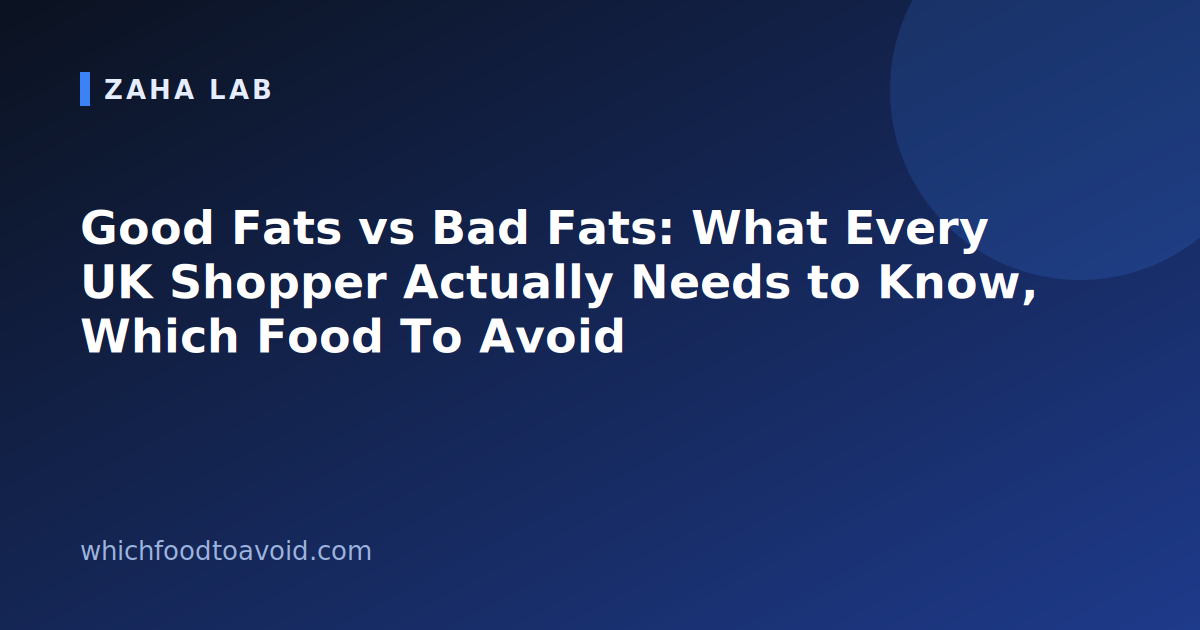 ZAHA LAB
Good Fats vs Bad Fats: What Every
UK Shopper Actually Needs to Know,
Which Food To Avoid
whichfoodtoavoid.com